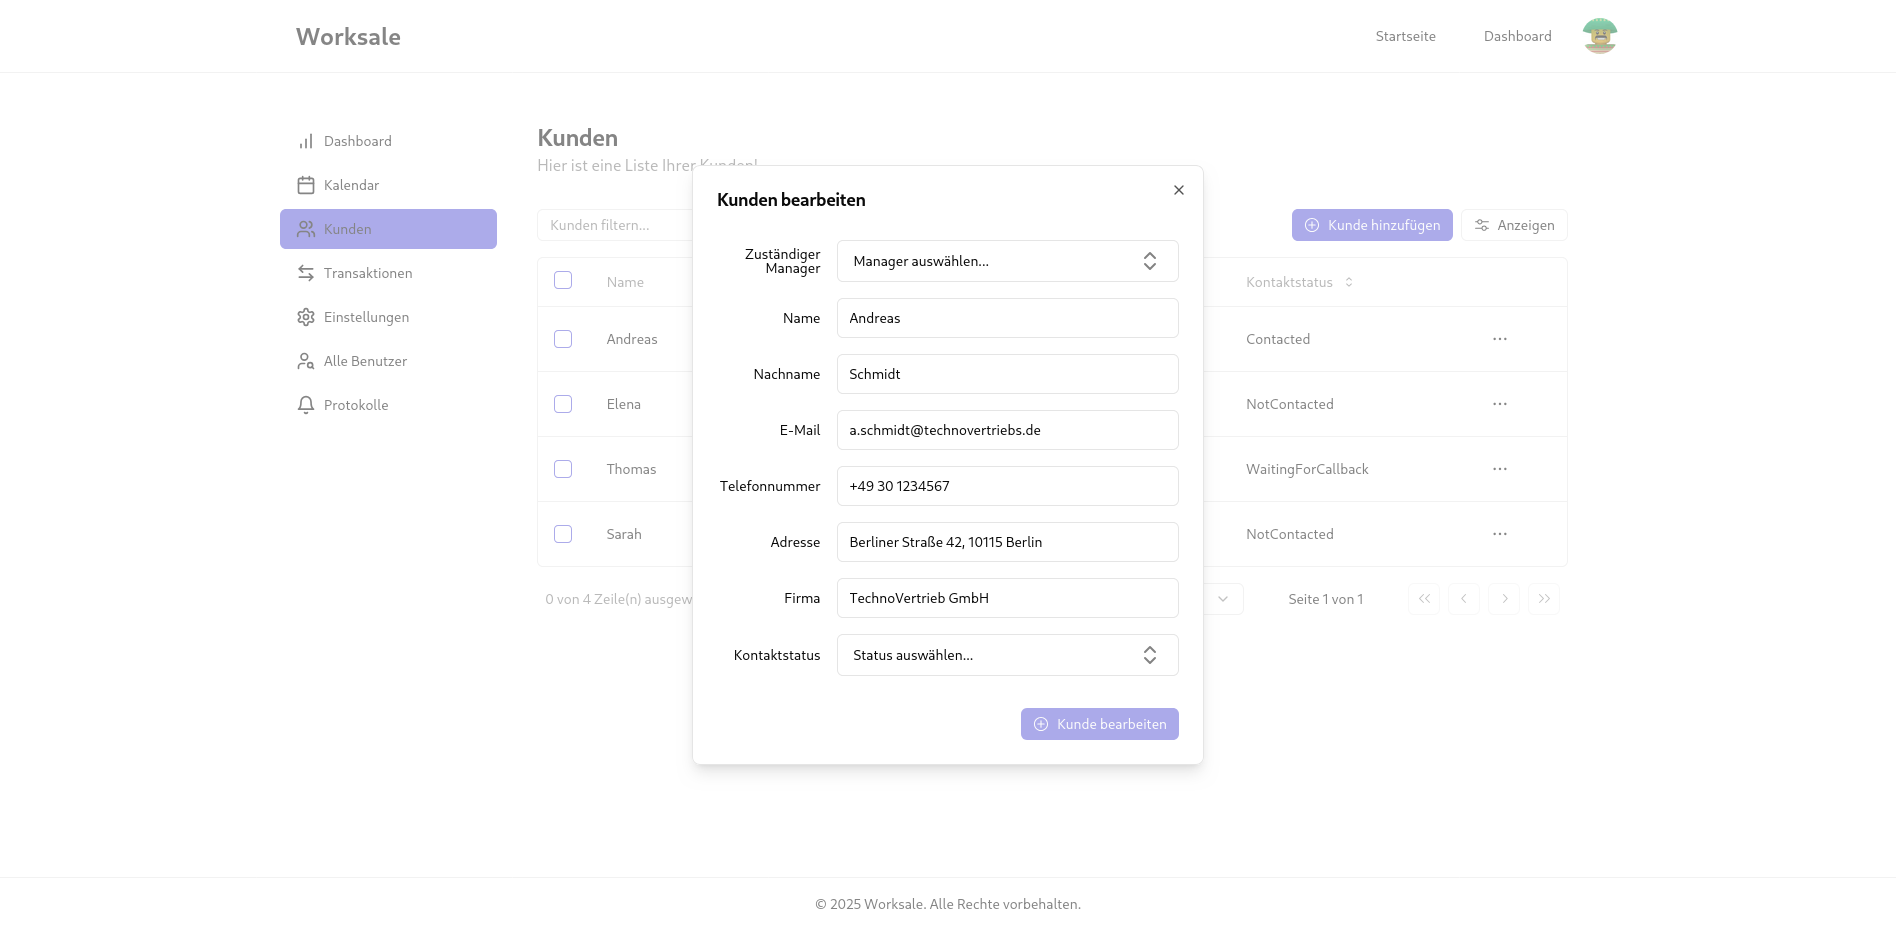 Worksale
Startseite
Dashboard
Dashboard
Kalendar
Kunden
Transaktionen
Einstellungen
Alle Benutzer
Protokolle
Kunden
Hier ist eine Liste Ihrer Kunden!
Kunden filtern...
Kunde hinzufügen
Anzeigen
Name
Kontaktstatus
Andreas
Contacted
Elena
NotContacted
Thomas
WaitingForCallback
Sarah
NotContacted
0 von 4 Zeile(n)
Seite 1 von 1
Kunden bearbeiten
Zuständiger
Manager
Manager auswählen...
Name
Andreas
Nachname
Schmidt
E-Mail
a.schmidt@technovertriebs.de
Telefonnummer
+49 30 1234567
Adresse
Berliner Straße 42, 10115 Berlin
Firma
TechnoVertrieb GmbH
Kontaktstatus
Status auswählen...
Kunde bearbeiten
© 2025 Worksale. Alle Rechte vorbehalten.